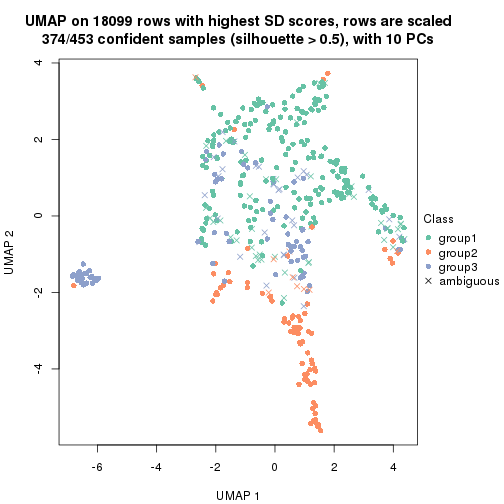 UMAP on 18099 rows with highest SD scores, rows are scaled
374/453 confident samples (silhouette > 0.5), with 10 PCs
4
2
0
-2
-4
UMAP 2
-6
-4
-2
0
2
4
UMAP 1
Class
group1
group2
group3
ambiguous